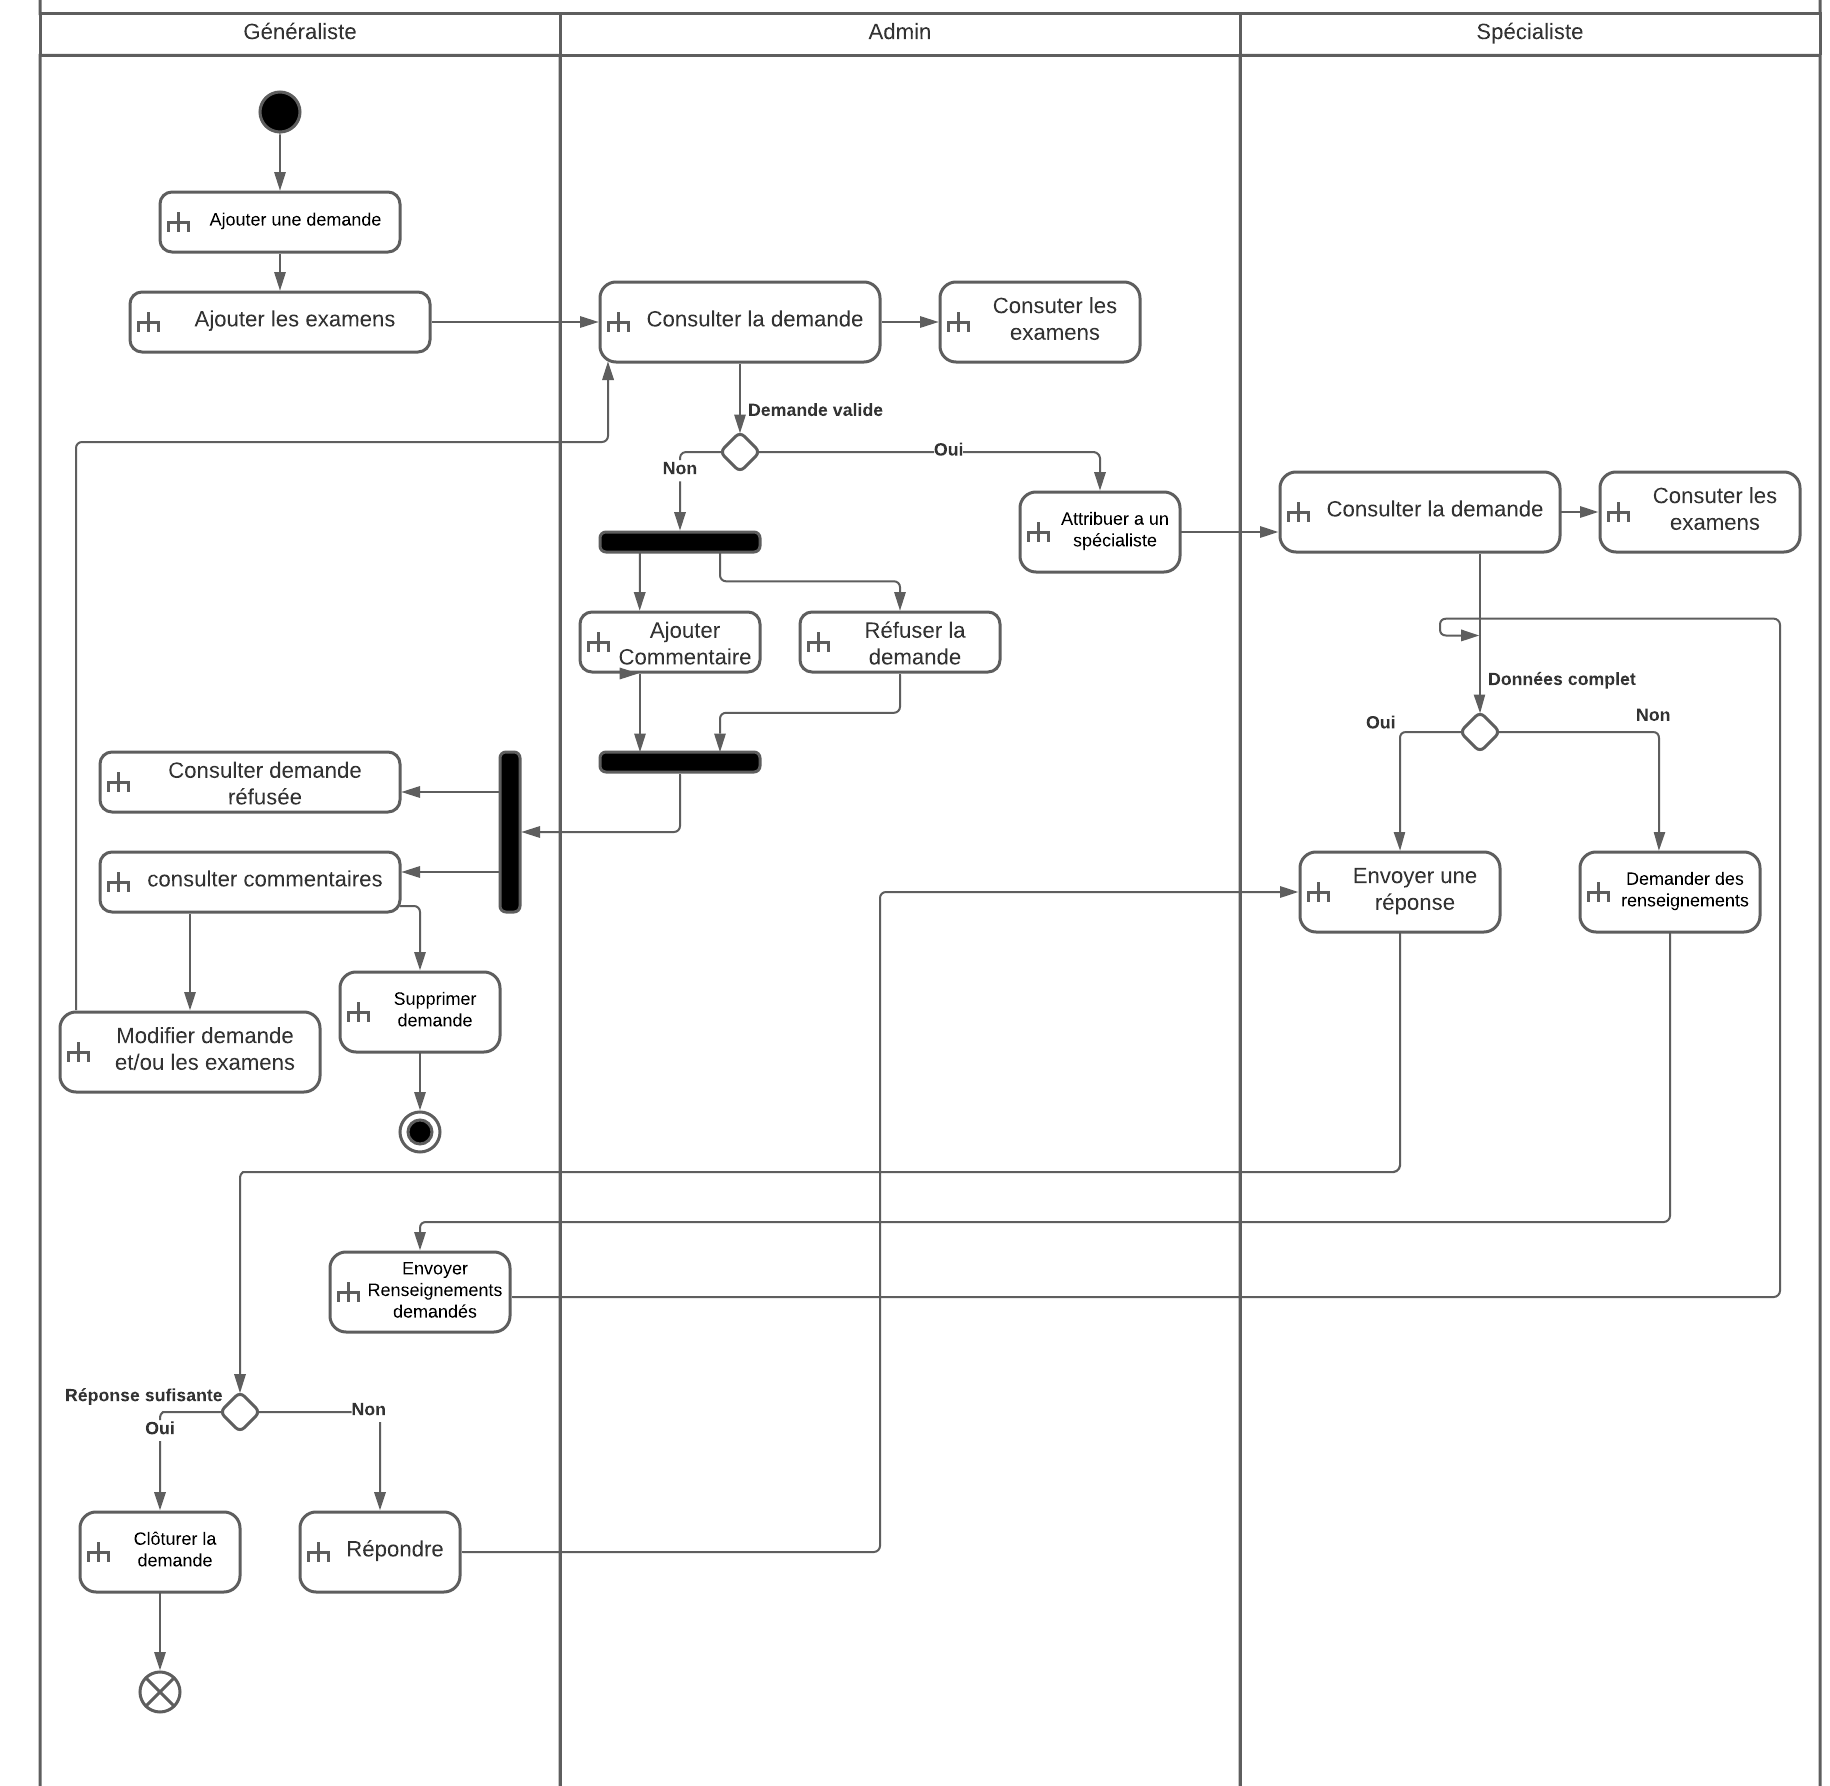 Généraliste
Admin
Spécialiste
Ajouter une demande
Ajouter les examens
Consulter la demande
Consuter les
examens
Demande valide
Non
Oui
Attribuer a un
spécialiste
Consulter la demande
Consuter les
examens
Ajouter
Commentaire
Réfuser la
demande
Données complet
Oui
Non
Consulter demande
réfusée
consulter commentaires
Envoyer une
réponse
Demander des
renseignements
Supprimer
demande
Modifier demande
et/ou les examens
Envoyer
Renseignements
demandés
Réponse sufisante
Oui
Non
Clôturer la
demande
Répondre